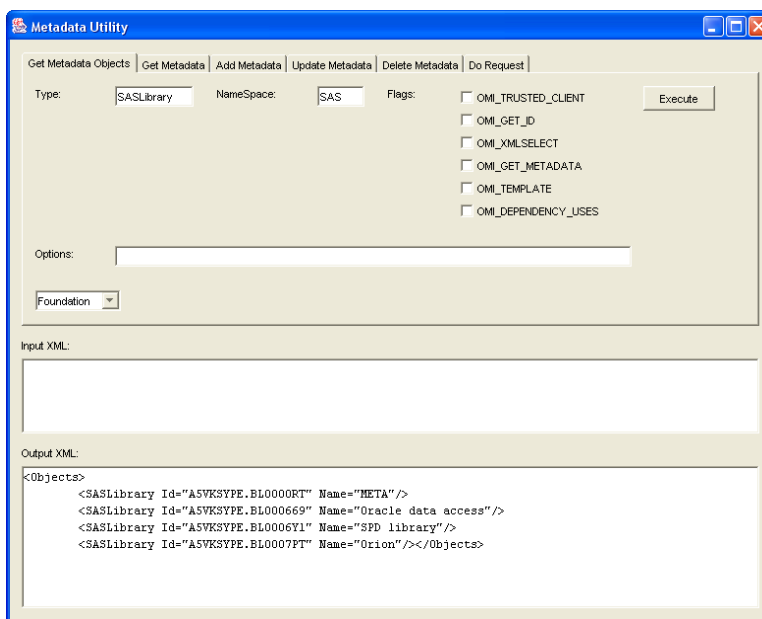 Metadata Utility
Get Metadata Objects Get Metadata Add Metadata Update Metadata Delete Metadata Do Request
Type: SASLibrary NameSpace: SAS Flags: OMI_TRUSTED_CLIENT Execute
OMI_GET_ID
OMI_XMLSELECT
OMI_GET_METADATA
OMI_TEMPLATE
OMI_DEPENDENCY_USES
Options:
Foundation
Input XML:
Output XML:
<Objects>
<SASLibrary Id="A5VKSYPE.BL0000RT" Name="META"/>
<SASLibrary Id="A5VKSYPE.BL000669" Name="Oracle data access"/>
<SASLibrary Id="A5VKSYPE.BL0006Y1" Name="SPD library"/>
<SASLibrary Id="A5VKSYPE.BL0007PT" Name="Orion"/></Objects>